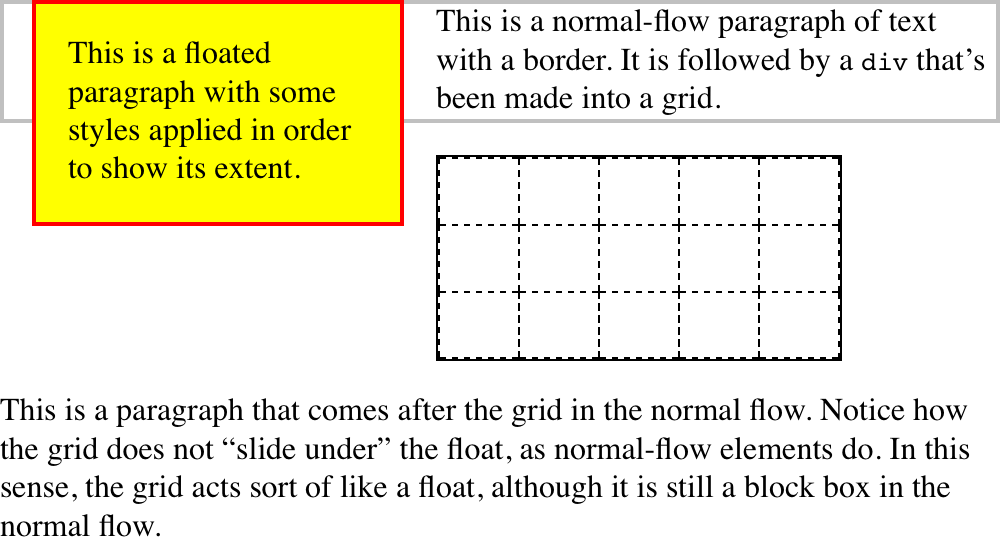 This is a floated
paragraph with some
styles applied in order
to show its extent.
This is a normal-flow paragraph of text
with a border. It is followed by a div that’s
been made into a grid.
This is a paragraph that comes after the grid in the normal flow. Notice how
the grid does not “slide under” the float, as normal-flow elements do. In this
sense, the grid acts sort of like a float, although it is still a block box in the
normal flow.